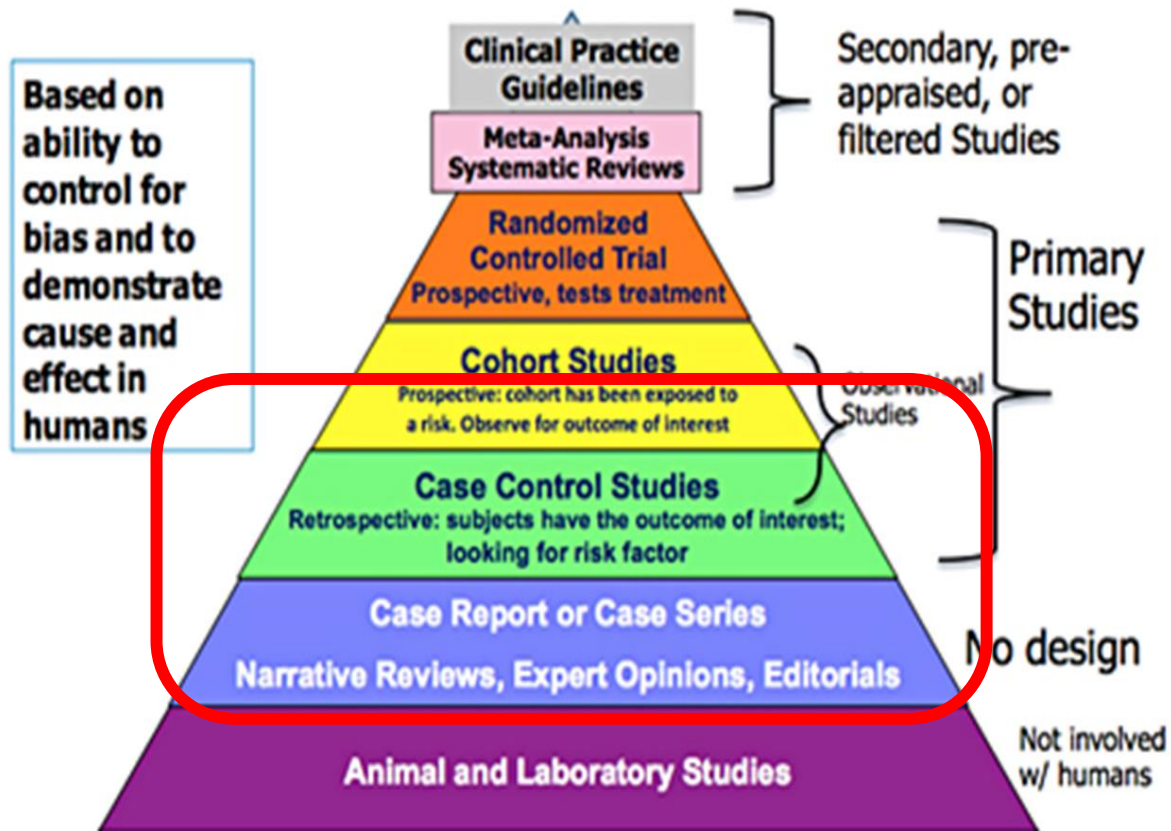 Based on
ability to
control for
bias and to
demonstrate
cause and
effect in
humans
Clinical Practice
Guidelines
Meta-Analysis
Systematic Reviews
Randomized
Controlled Trial
Prospective, tests treatment
Cohort Studies
Prospective: cohort has been exposed to
a risk. Observe for outcome of interest
Case Control Studies
Retrospective: subjects have the outcome of interest;
looking for risk factor
Case Report or Case Series
Narrative Reviews, Expert Opinions, Editorials
Animal and Laboratory Studies
Secondary, pre-
appraised, or
filtered Studies
Primary
Studies
Observational
Studies
No design
Not involved
w/ humans